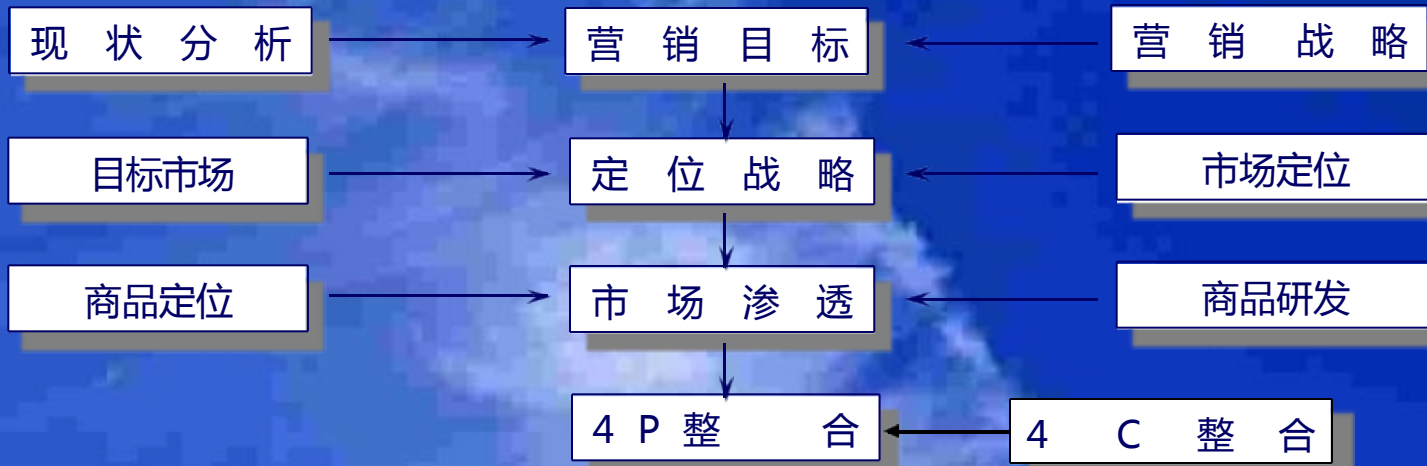 现状分析
营销目标
营销战略
目标市场
定位战略
市场定位
商品定位
市场渗透
商品研发
4P整合
4C整合